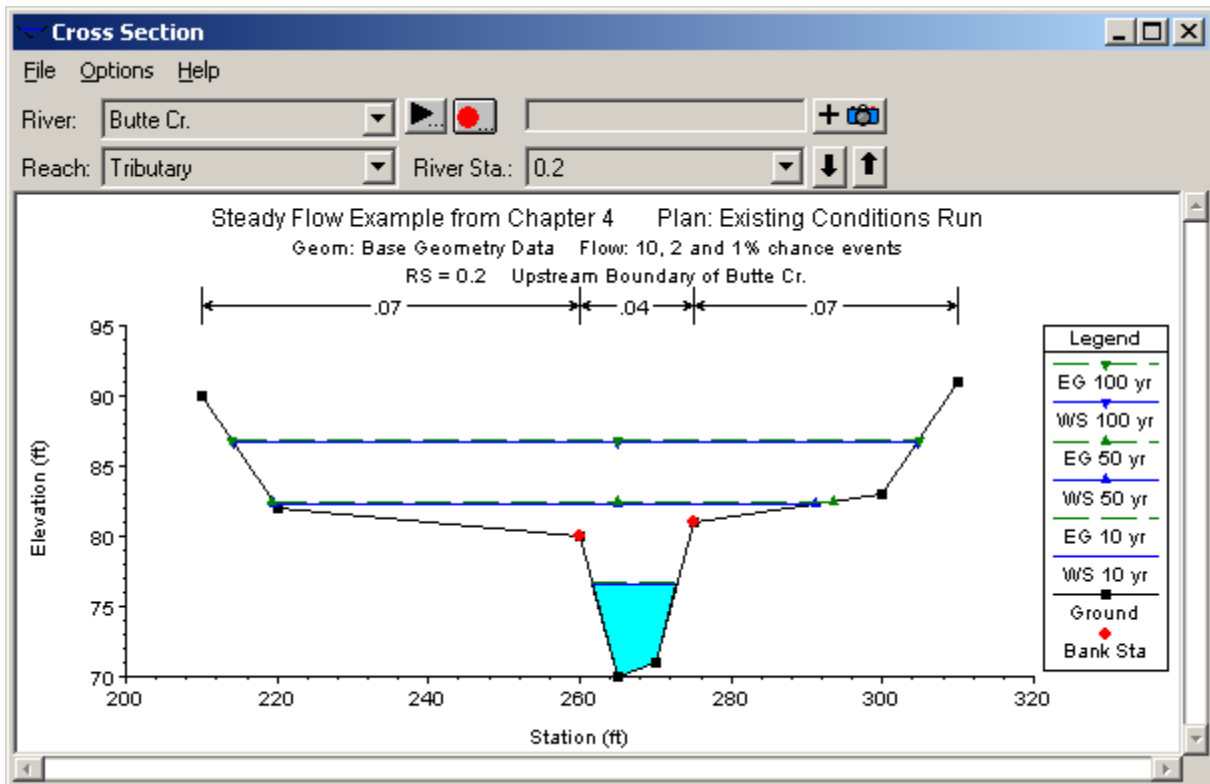 Cross Section
File Options Help
River: Butte Cr.
Reach: Tributary River Sta.: 0.2
Steady Flow Example from Chapter 4 Plan: Existing Conditions Run
Geom: Base Geometry Data Flow: 10, 2 and 1% chance events
RS = 0.2 Upstream Boundary of Butte Cr.
.07 .04 .07
95
90
85
80
75
70
Elevation (ft)
200 220 240 260 280 300 320
Station (ft)
Legend
EG 100 yr
WS 100 yr
EG 50 yr
WS 50 yr
EG 10 yr
WS 10 yr
Ground
Bank Sta